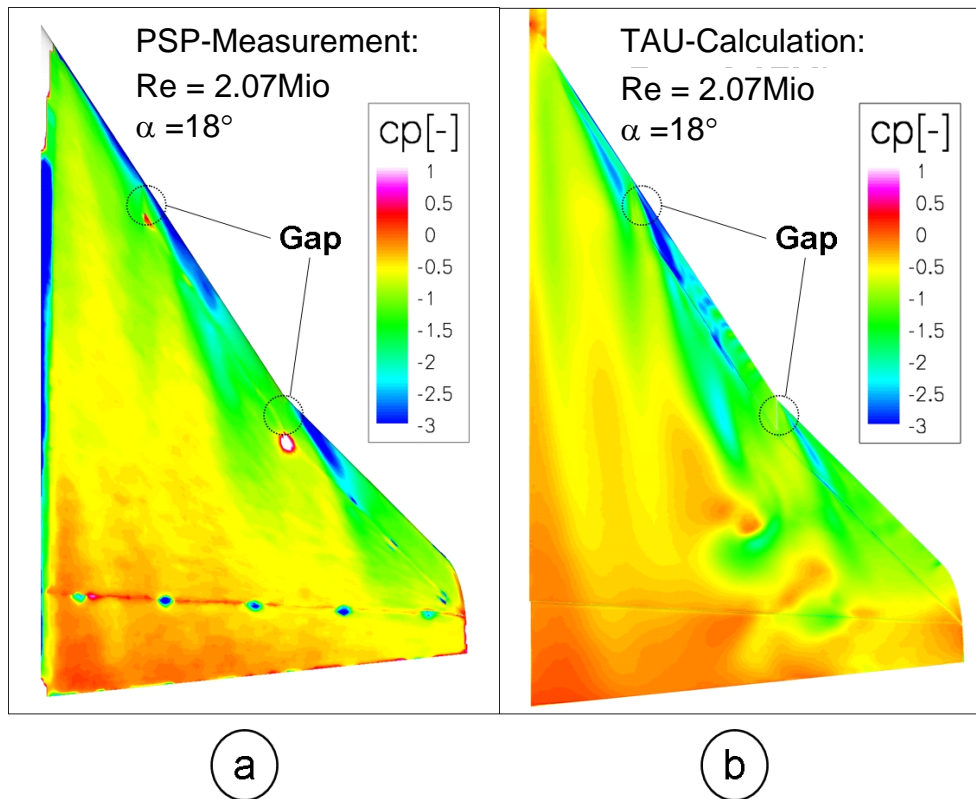 PSP-Measurement:
Re = 2.07Mio
α =18°
cp[-]
1
0.5
0
-0.5
-1
-1.5
-2
-2.5
-3
Gap
a
TAU-Calculation:
Re = 2.07Mio
α =18°
cp[-]
1
0.5
0
-0.5
-1
-1.5
-2
-2.5
-3
Gap
b